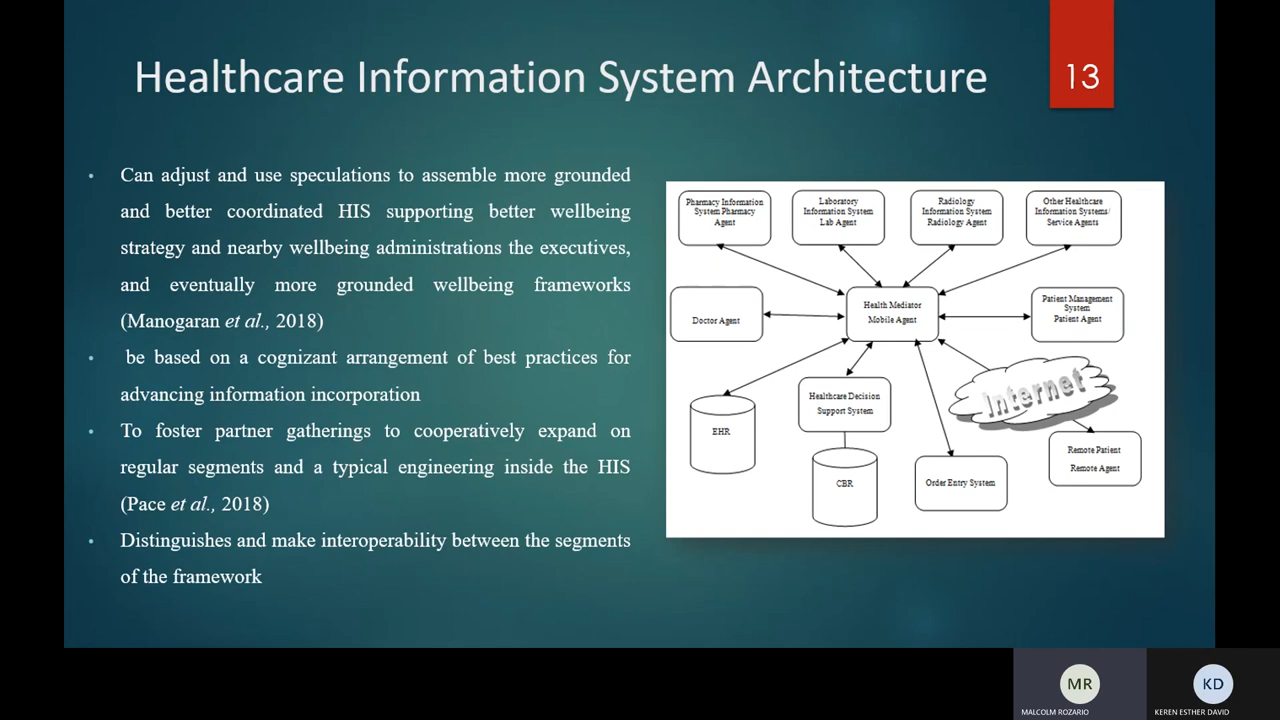 Healthcare Information System Architecture
13
• Can adjust and use speculations to assemble more grounded
and better coordinated HIS supporting better wellbeing
strategy and nearby wellbeing administrations the executives,
and eventually more grounded wellbeing frameworks
(Manogaran et al., 2018)
• be based on a cognizant arrangement of best practices for
advancing information incorporation
• To foster partner gatherings to cooperatively expand on
regular segments and a typical engineering inside the HIS
(Pace et al., 2018)
• Distinguishes and make interoperability between the segments
of the framework
Pharmacy Information
System Pharmacy
Agent
Laboratory
Information System
Lab Agent
Radiology
Information System
Radiology Agent
Other Healthcare
Information Systems/
Service Agents
Doctor Agent
Health Mediator
Mobile Agent
Patient Management
System
Patient Agent
Internet
EHR
Healthcare Decision
Support System
CBR
Order Entry System
Remote Patient
Remote Agent
MR
MALCOLM ROZARIO
KD
KEREN ESTHER DAVID